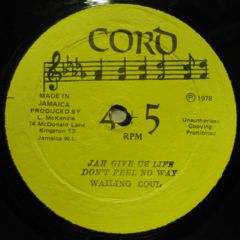 CORD
MADE IN
JAMAICA
PRODUCED BY
L. McKENZIE
14 McDONALD LANE
KINGSTON 13
JAMAICA W.I.
45
RPM
Ⓟ 1978
Unauthorised
Copying
Prohibited
JAH GIVE US LIFE
DON'T FEEL NO WAY
WAILING COUL